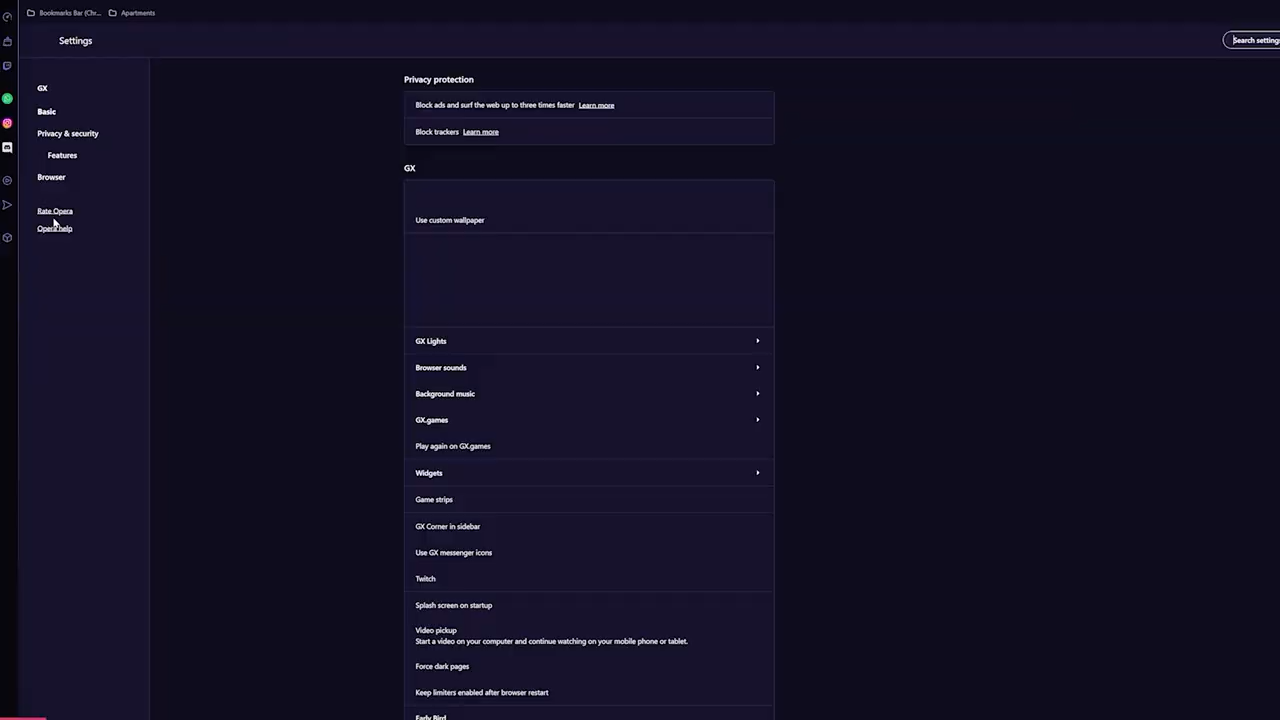 Bookmarks Bar (Chr...
Apartments
Settings
Search setting
GX
Basic
Privacy & security
Features
Browser
Rate Opera
Opera help
Privacy protection
Block ads and surf the web up to three times faster Learn more
Block trackers Learn more
GX
Use custom wallpaper
GX Lights
Browser sounds
Background music
GX.games
Play again on GX.games
Widgets
Game strips
GX Corner in sidebar
Use GX messenger icons
Twitch
Splash screen on startup
Video pickup
Start a video on your computer and continue watching on your mobile phone or tablet.
Force dark pages
Keep limiters enabled after browser restart
Early Bird